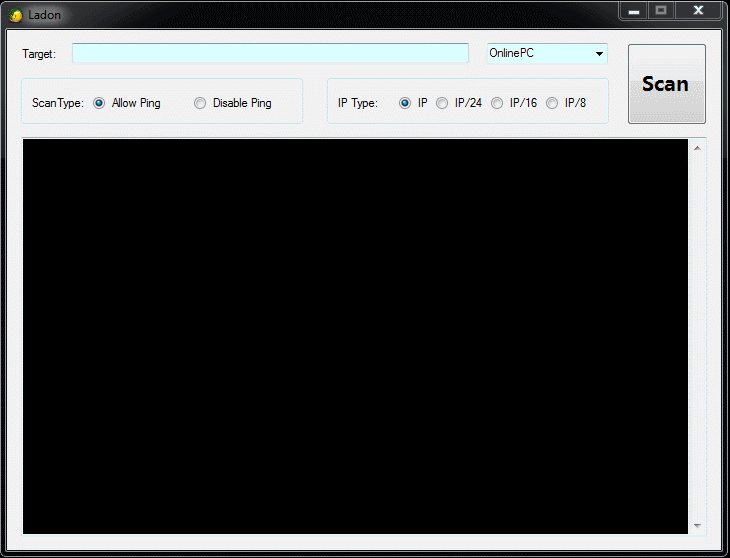 Ladon
Target: OnlinePC
Scan
ScanType: Allow Ping Disable Ping IP Type: IP IP/24 IP/16 IP/8